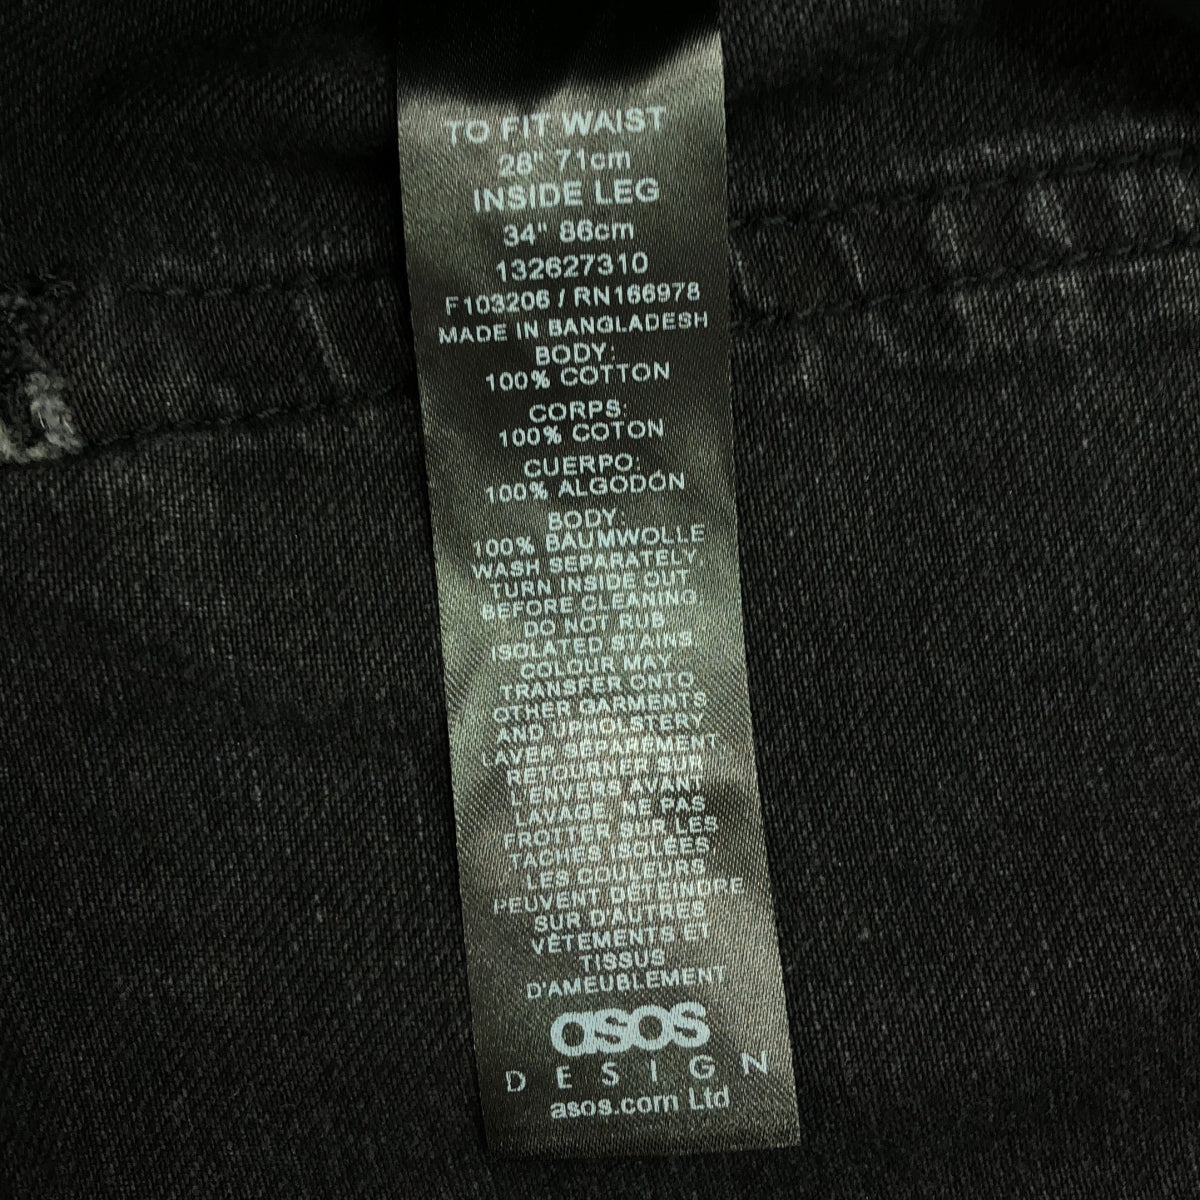 TO FIT WAIST
28" 71cm
INSIDE LEG
34" 86cm
132627310
F103206 / RN166978
MADE IN BANGLADESH
BODY:
100% COTTON
CORPS:
100% COTON
CUERPO:
100% ALGODÓN
BODY:
100% BAUMWOLLE
WASH SEPARATELY
TURN INSIDE OUT
BEFORE CLEANING.
DO NOT RUB
ISOLATED STAINS.
COLOUR MAY
TRANSFER ONTO
OTHER GARMENTS
AND UPHOLSTERY
LAVER SÉPARÉMENT.
RETOURNER SUR
L'ENVERS AVANT
LAVAGE. NE PAS
FROTTER SUR LES
TACHES ISOLÉES
LES COULEURS
PEUVENT DÉTEINDRE
SUR D'AUTRES
VÊTEMENTS ET
TISSUS
D'AMEUBLEMENT
asos
DESIGN
asos.com Ltd